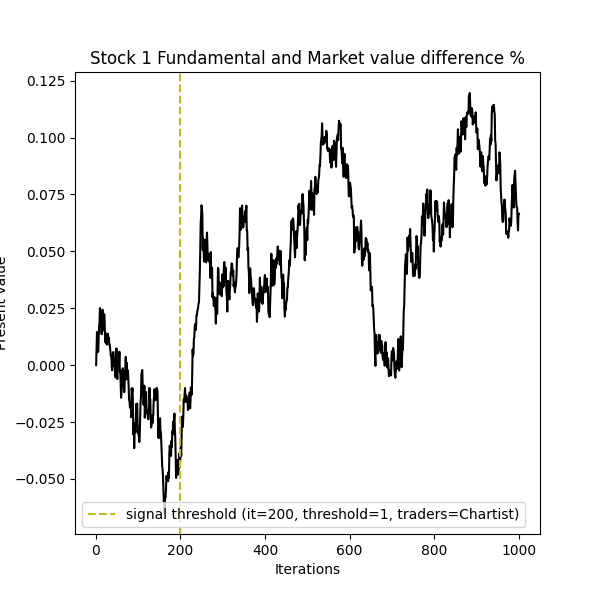 Stock 1 Fundamental and Market value difference %
0.125
0.100
0.075
0.050
0.025
0.000
−0.025
−0.050
Present value
signal threshold (it=200, threshold=1, traders=Chartist)
0 200 400 600 800 1000
Iterations